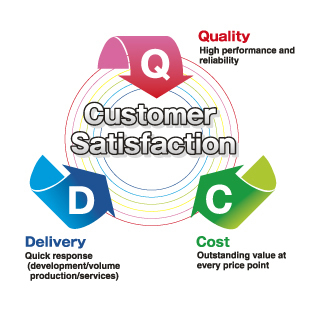 Quality
High performance and
reliability
Q
Customer
Satisfaction
D
C
Delivery
Quick response
(development/volume
production/services)
Cost
Outstanding value at
every price point